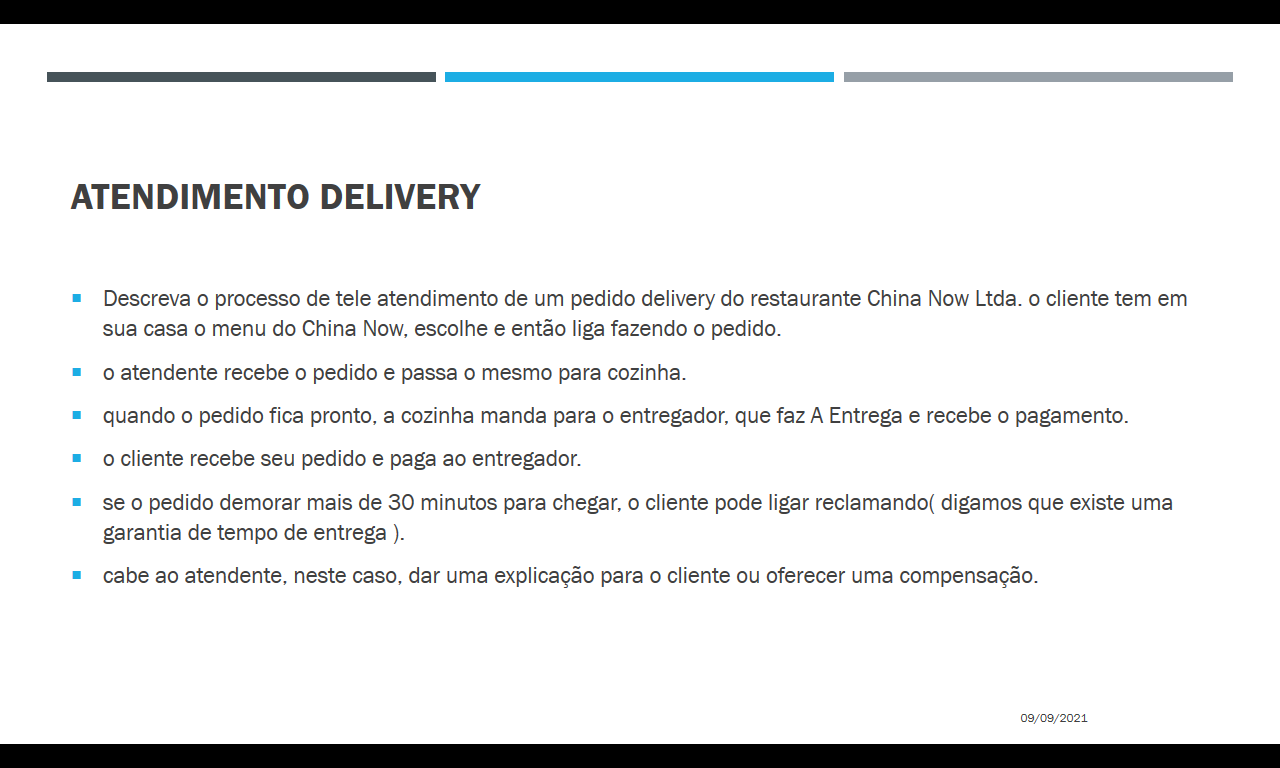 ATENDIMENTO DELIVERY
Descreva o processo de tele atendimento de um pedido delivery do restaurante China Now Ltda. o cliente tem em
sua casa o menu do China Now, escolhe e então liga fazendo o pedido.
o atendente recebe o pedido e passa o mesmo para cozinha.
quando o pedido fica pronto, a cozinha manda para o entregador, que faz A Entrega e recebe o pagamento.
o cliente recebe seu pedido e paga ao entregador.
se o pedido demorar mais de 30 minutos para chegar, o cliente pode ligar reclamando( digamos que existe uma
garantia de tempo de entrega ).
cabe ao atendente, neste caso, dar uma explicação para o cliente ou oferecer uma compensação.
09/09/2021